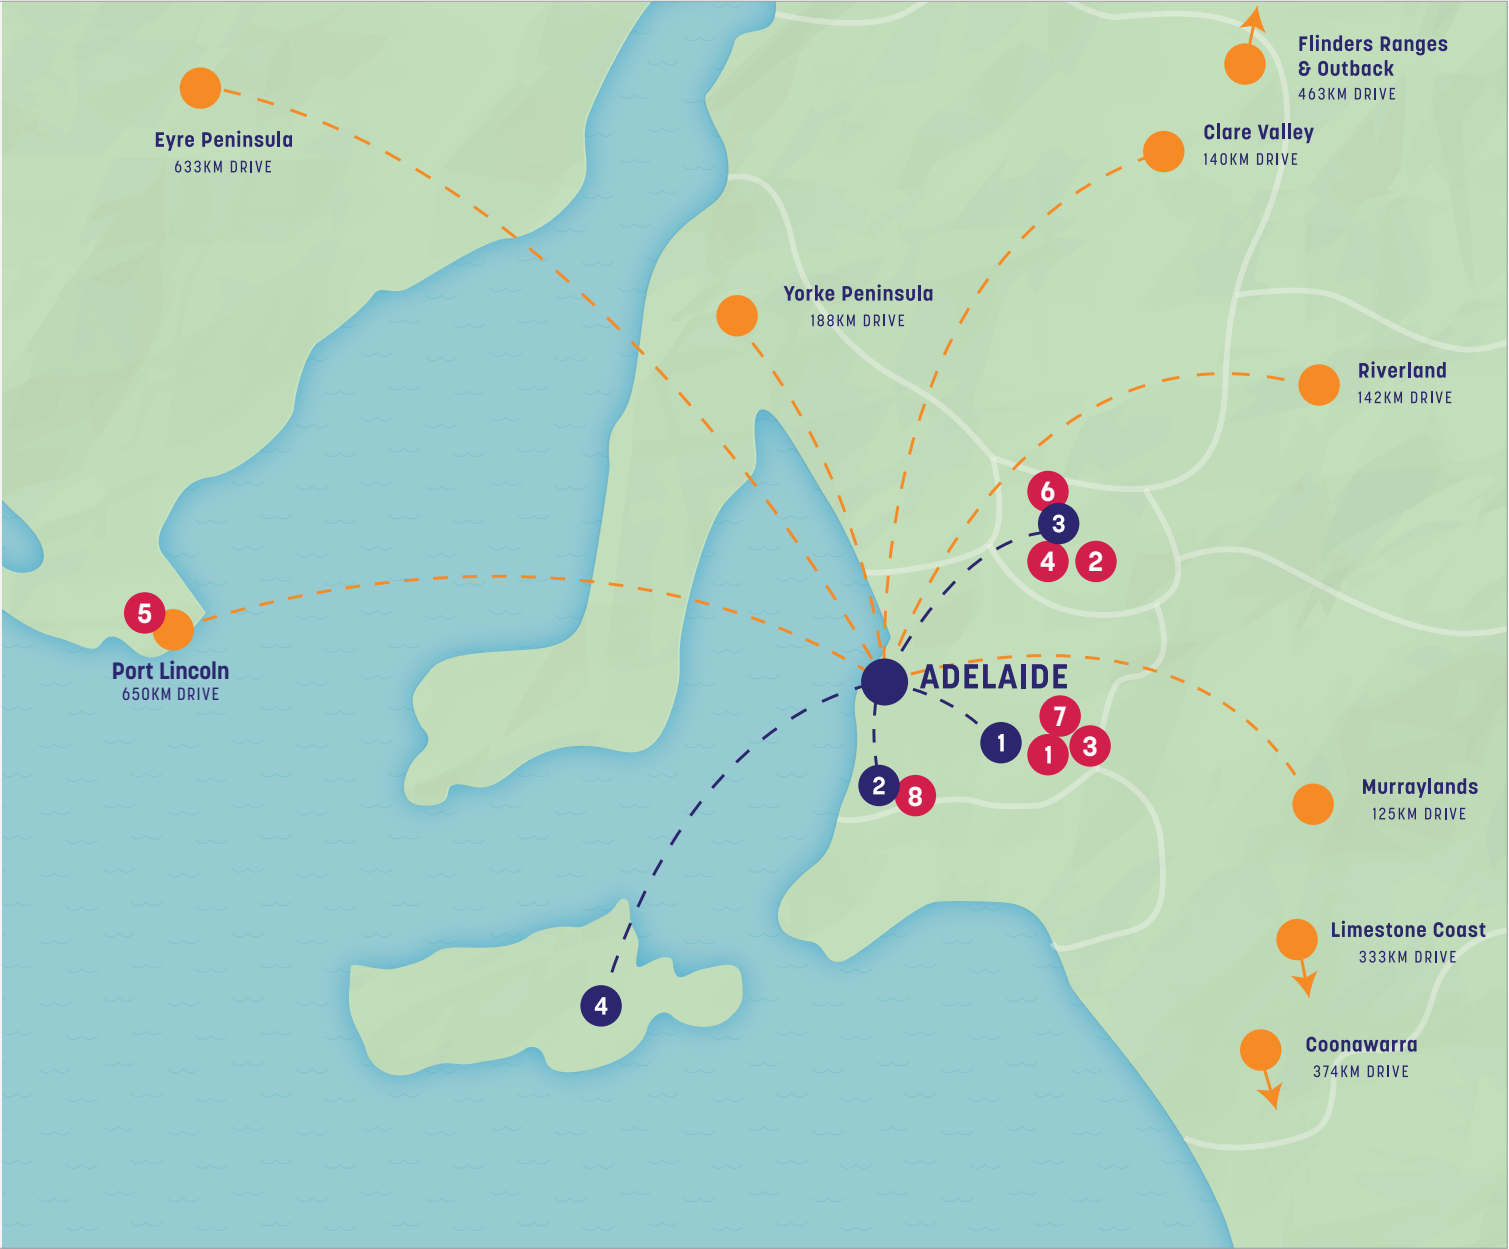 Flinders Ranges
& Outback
463KM DRIVE
Eyre Peninsula
633KM DRIVE
Clare Valley
140KM DRIVE
Yorke Peninsula
188KM DRIVE
Riverland
142KM DRIVE
6
3
4
2
5
Port Lincoln
650KM DRIVE
ADELAIDE
7
1
1
3
2
8
Murraylands
125KM DRIVE
Limestone Coast
333KM DRIVE
4
Coonawarra
374KM DRIVE